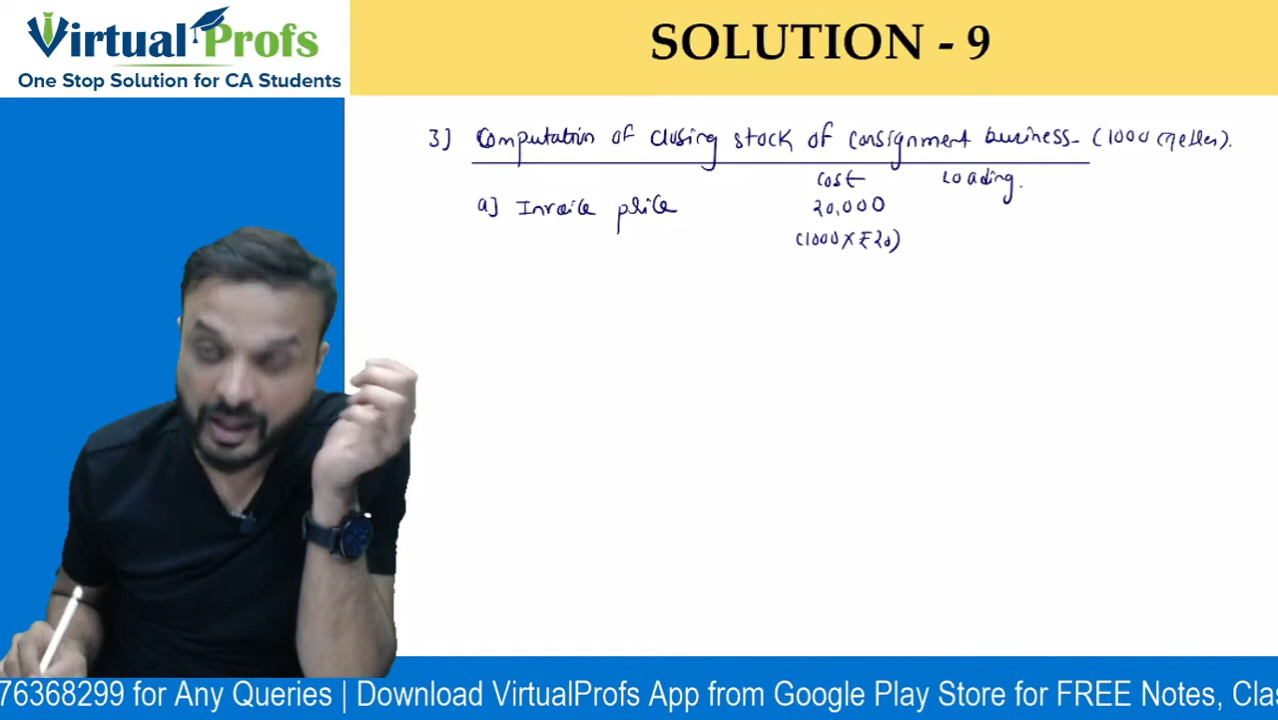 Virtual Profs
One Stop Solution for CA Students
SOLUTION - 9
3] Computation of closing stock of consignment business - (1000 meter).
Cost Loading.
a] Invoice price 20,000
(1000 X ₹20)
76368299 for Any Queries | Download VirtualProfs App from Google Play Store for FREE Notes, Clas